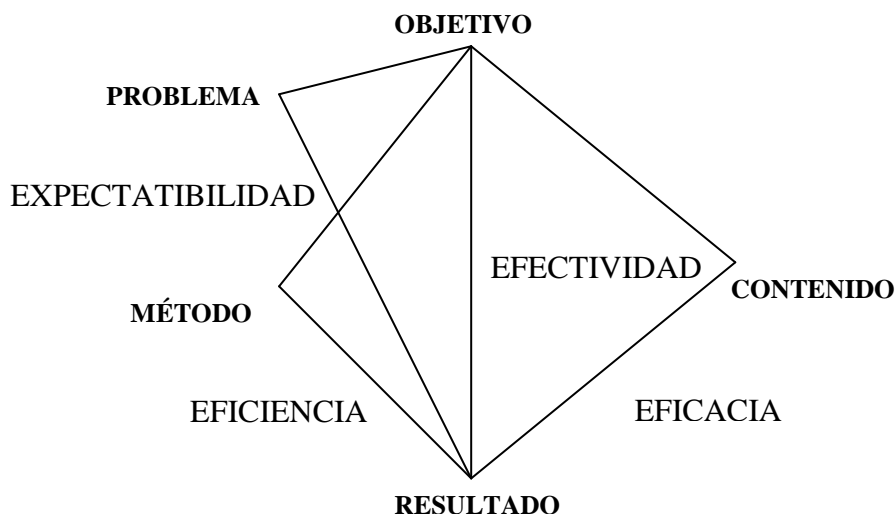 OBJETIVO
PROBLEMA
EXPECTATIBILIDAD
EFECTIVIDAD
CONTENIDO
MÉTODO
EFICIENCIA
EFICACIA
RESULTADO